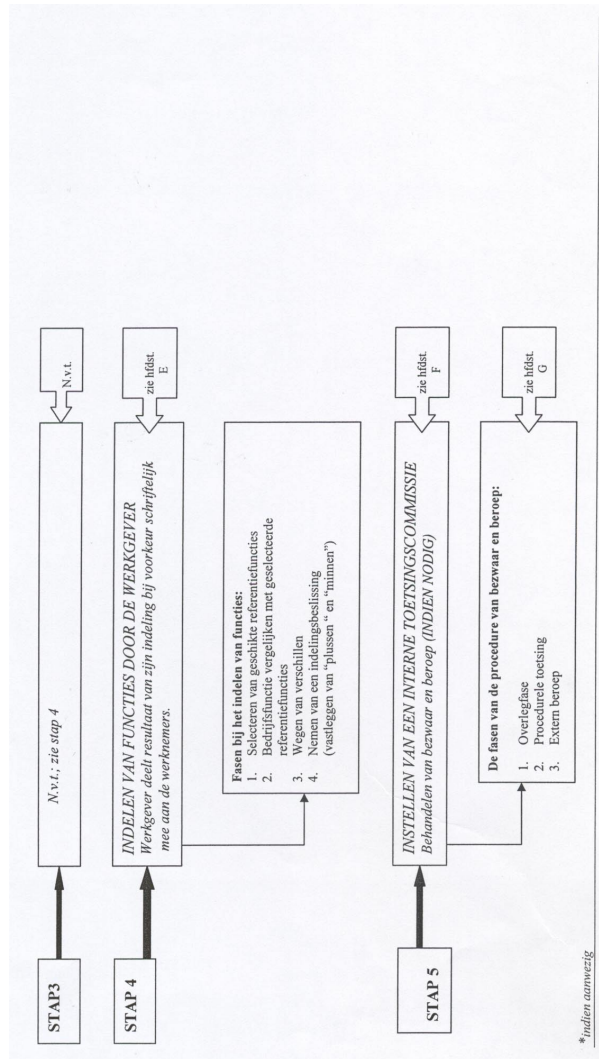 STAP3
N.v.t.; zie stap 4
N.v.t.
STAP 4
INDELEN VAN FUNCTIES DOOR DE WERKGEVER
Werkgever deelt resultaat van zijn indeling bij voorkeur schriftelijk
mee aan de werknemers.
zie hfdst.
E
Fasen bij het indelen van functies:
1. Selecteren van geschikte referentiefuncties
2. Bedrijfsfunctie vergelijken met geselecteerde
referentiefuncties
3. Wegen van verschillen
4. Nemen van een indelingsbeslissing
(vastleggen van "plussen " en "minnen")
STAP 5
INSTELLEN VAN EEN INTERNE TOETSINGSCOMMISSIE
Behandelen van bezwaar en beroep (INDIEN NODIG)
zie hfdst.
F
De fasen van de procedure van bezwaar en beroep:
1. Overlegfase
2. Procedurele toetsing
3. Extern beroep
zie hfdst.
G
*indien aanwezig